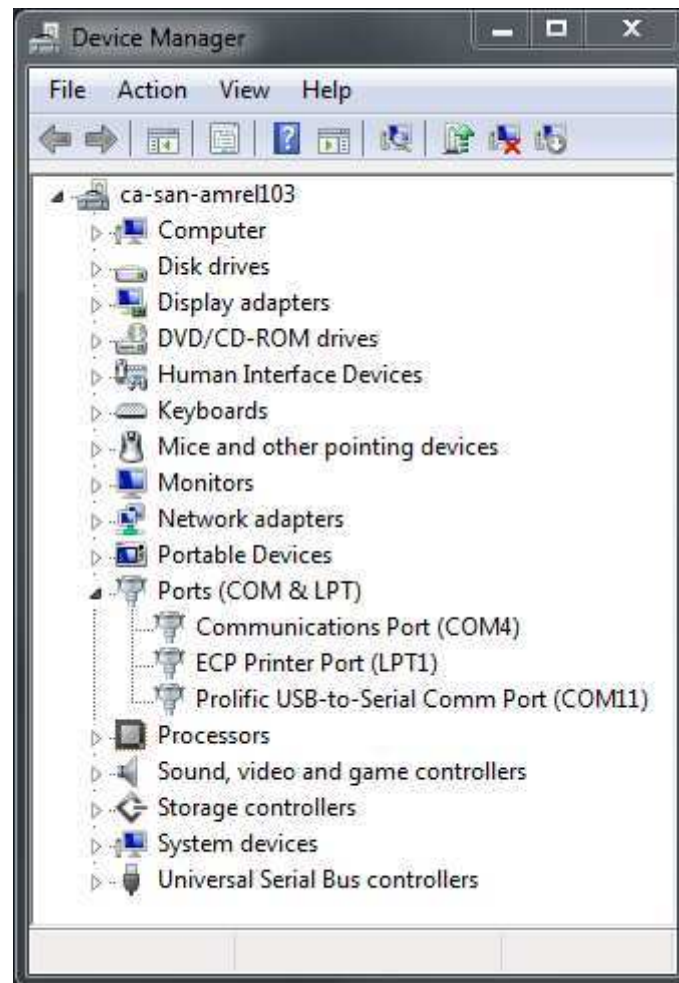 Device Manager
File Action View Help
ca-san-amrel103
Computer
Disk drives
Display adapters
DVD/CD-ROM drives
Human Interface Devices
Keyboards
Mice and other pointing devices
Monitors
Network adapters
Portable Devices
Ports (COM & LPT)
Communications Port (COM4)
ECP Printer Port (LPT1)
Prolific USB-to-Serial Comm Port (COM11)
Processors
Sound, video and game controllers
Storage controllers
System devices
Universal Serial Bus controllers